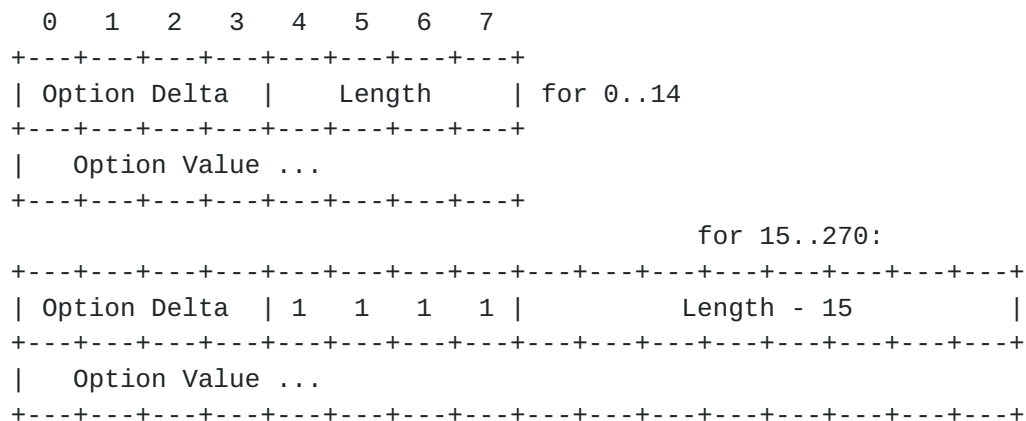 0   1   2   3   4   5   6   7
+---+---+---+---+---+---+---+---+
| Option Delta  |    Length     | for 0..14
+---+---+---+---+---+---+---+---+
|   Option Value ...
+---+---+---+---+---+---+---+---+
                                            for 15..270:
+---+---+---+---+---+---+---+---+---+---+---+---+---+---+---+---+
| Option Delta  | 1   1   1   1 |          Length - 15          |
+---+---+---+---+---+---+---+---+---+---+---+---+---+---+---+---+
|   Option Value ...
+---+---+---+---+---+---+---+---+---+---+---+---+---+---+---+---+